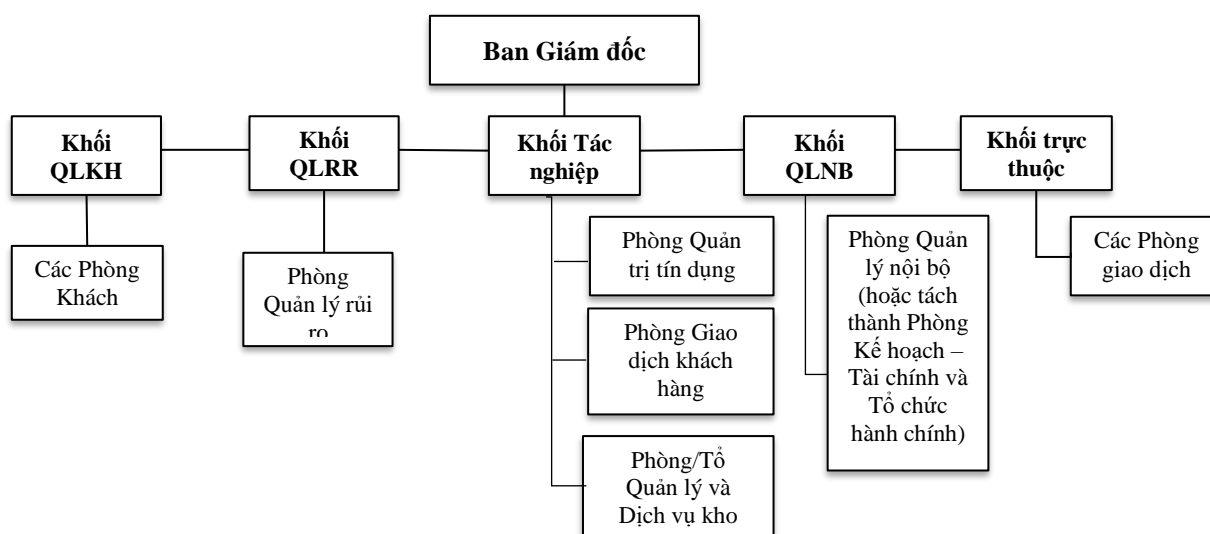 Ban Giám đốc
Khối
QLKH
Khối
QLRR
Khối Tác
nghiệp
Khối
QLNB
Khối trực
thuộc
Các Phòng
Khách
Phòng
Quản lý rủi
ro
Phòng Quản
trị tín dụng
Phòng Giao
dịch khách
hàng
Phòng/Tổ
Quản lý và
Dịch vụ kho
Phòng Quản
lý nội bộ
(hoặc tách
thành Phòng
Kế hoạch –
Tài chính và
Tổ chức
hành chính)
Các Phòng
giao dịch